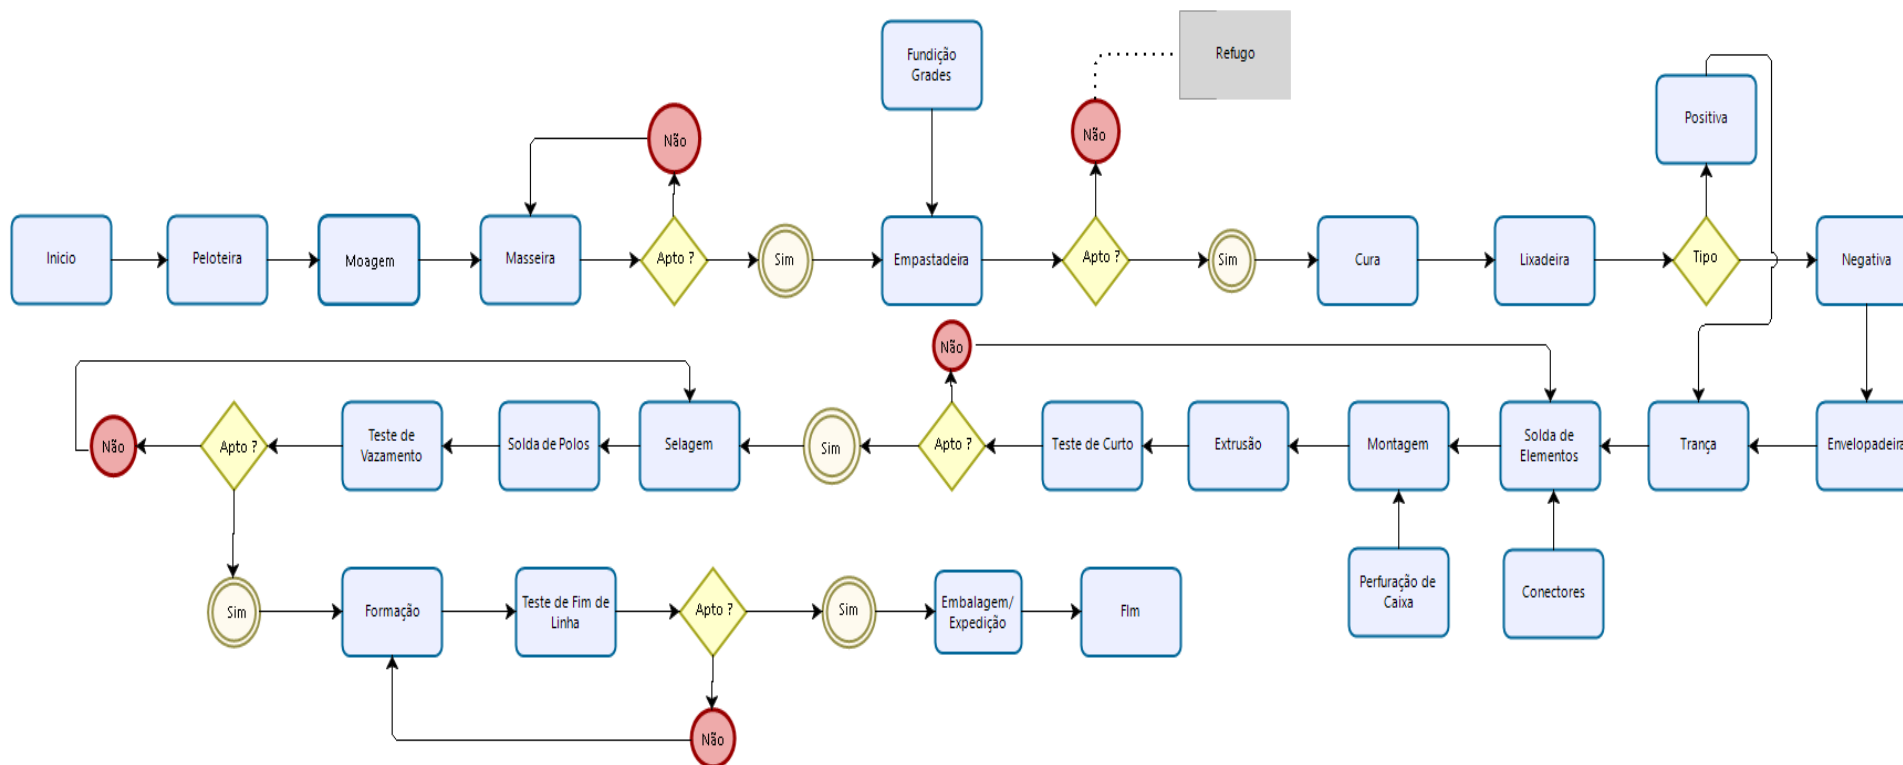 Fundição
Grades
Refugo
Positiva
Não
Não
Inicio
Peloteira
Moagem
Masseira
Apto ?
Sim
Empastadeira
Apto ?
Sim
Cura
Lixadeira
Tipo
Negativa
Não
Não
Apto ?
Teste de
Vazamento
Solda de Polos
Selagem
Sim
Apto ?
Teste de Curto
Extrusão
Montagem
Solda de
Elementos
Trança
Envelopadeira
Perfuração de
Caixa
Conectores
Sim
Formação
Teste de Fim de
Linha
Apto ?
Sim
Embalagem/
Expedição
FIm
Não